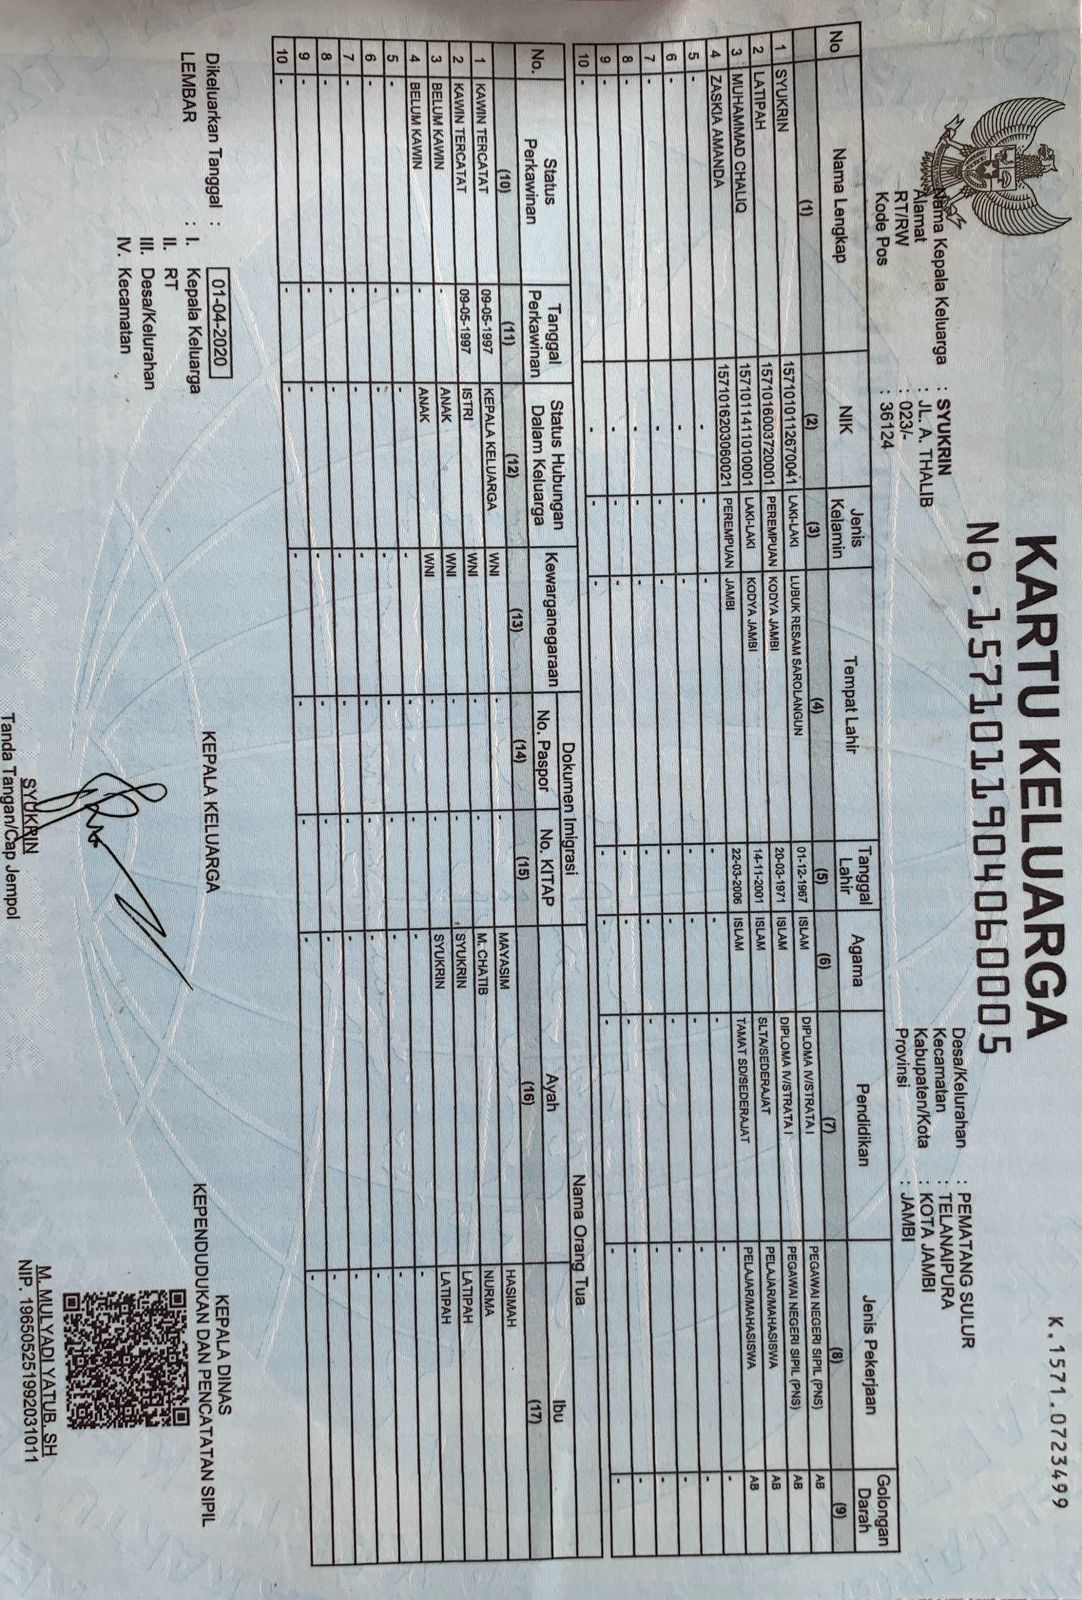 K.1571.0723499
KARTU KELUARGA
No.1571011904060005
Nama Kepala Keluarga : SYUKRIN
Alamat : JL. A. THALIB
RT/RW : 023/-
Kode Pos : 36124
Desa/Kelurahan : PEMATANG SULUR
Kecamatan : TELANAIPURA
Kabupaten/Kota : KOTA JAMBI
Provinsi : JAMBI
No Nama Lengkap NIK Jenis Kelamin Tempat Lahir Tanggal Lahir Agama Pendidikan Jenis Pekerjaan Golongan Darah
(1) (2) (3) (4) (5) (6) (7) (8) (9)
1 SYUKRIN 1571010112670041 LAKI-LAKI LUBUK RESAM SAROLANGUN 01-12-1967 ISLAM DIPLOMA IV/STRATA I PEGAWAI NEGERI SIPIL (PNS) AB
2 LATIPAH 1571016003720001 PEREMPUAN KODYA JAMBI 20-03-1971 ISLAM DIPLOMA IV/STRATA I PEGAWAI NEGERI SIPIL (PNS) AB
3 MUHAMMAD CHALIQ 1571011411010001 LAKI-LAKI KODYA JAMBI 14-11-2001 ISLAM SLTA/SEDERAJAT PELAJAR/MAHASISWA AB
4 ZASKIA AMANDA 1571016203060021 PEREMPUAN JAMBI 22-03-2006 ISLAM TAMAT SD/SEDERAJAT PELAJAR/MAHASISWA AB
5 - - - - - - - - -
6 - - - - - - - - -
7 - - - - - - - - -
8 - - - - - - - - -
9 - - - - - - - - -
10 - - - - - - - - -
No. Status Perkawinan Tanggal Perkawinan Status Hubungan Dalam Keluarga Kewarganegaraan Dokumen Imigrasi No. Paspor No. KITAP Nama Orang Tua Ayah Ibu
(10) (11) (12) (13) (14) (15) (16) (17)
1 KAWIN TERCATAT 09-05-1997 KEPALA KELUARGA WNI - - MAYASIM HASIMAH
2 KAWIN TERCATAT 09-05-1997 ISTRI WNI - - M. CHATIB NURMA
3 BELUM KAWIN - ANAK WNI - - SYUKRIN LATIPAH
4 BELUM KAWIN - ANAK WNI - - SYUKRIN LATIPAH
5 - - - - - - - -
6 - - - - - - - -
7 - - - - - - - -
8 - - - - - - - -
9 - - - - - - - -
10 - - - - - - - -
Dikeluarkan Tanggal : 01-04-2020
LEMBAR : I. Kepala Keluarga
II. RT
III. Desa/Kelurahan
IV. Kecamatan
KEPALA KELUARGA
SYUKRIN
Tanda Tangan/Cap Jempol
KEPALA DINAS
KEPENDUDUKAN DAN PENCATATAN SIPIL
M. MULYADI YATUB, SH
NIP. 196505251992031011